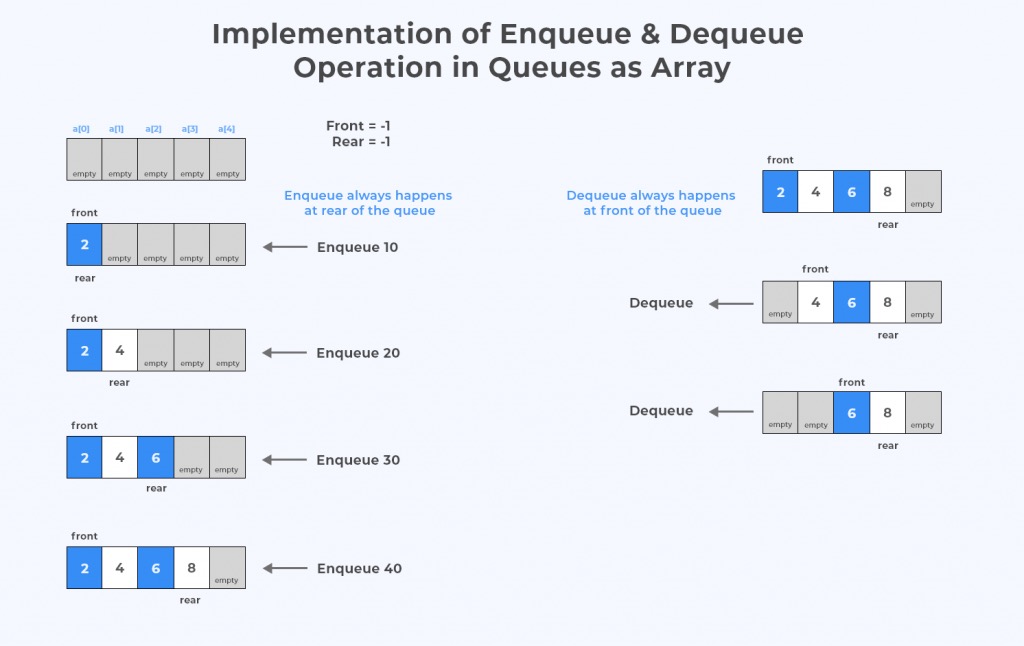 Implementation of Enqueue & Dequeue
Operation in Queues as Array
a[0] a[1] a[2] a[3] a[4]
empty empty empty empty empty
Front = -1
Rear = -1
Enqueue always happens
at rear of the queue
front
2 empty empty empty empty
rear
Enqueue 10
front
2 4 empty empty empty
rear
Enqueue 20
front
2 4 6 empty empty
rear
Enqueue 30
front
2 4 6 8 empty
rear
Enqueue 40
Dequeue always happens
at front of the queue
front
2 4 6 8 empty
rear
front
Dequeue
empty 4 6 8 empty
rear
front
Dequeue
empty empty 6 8 empty
rear